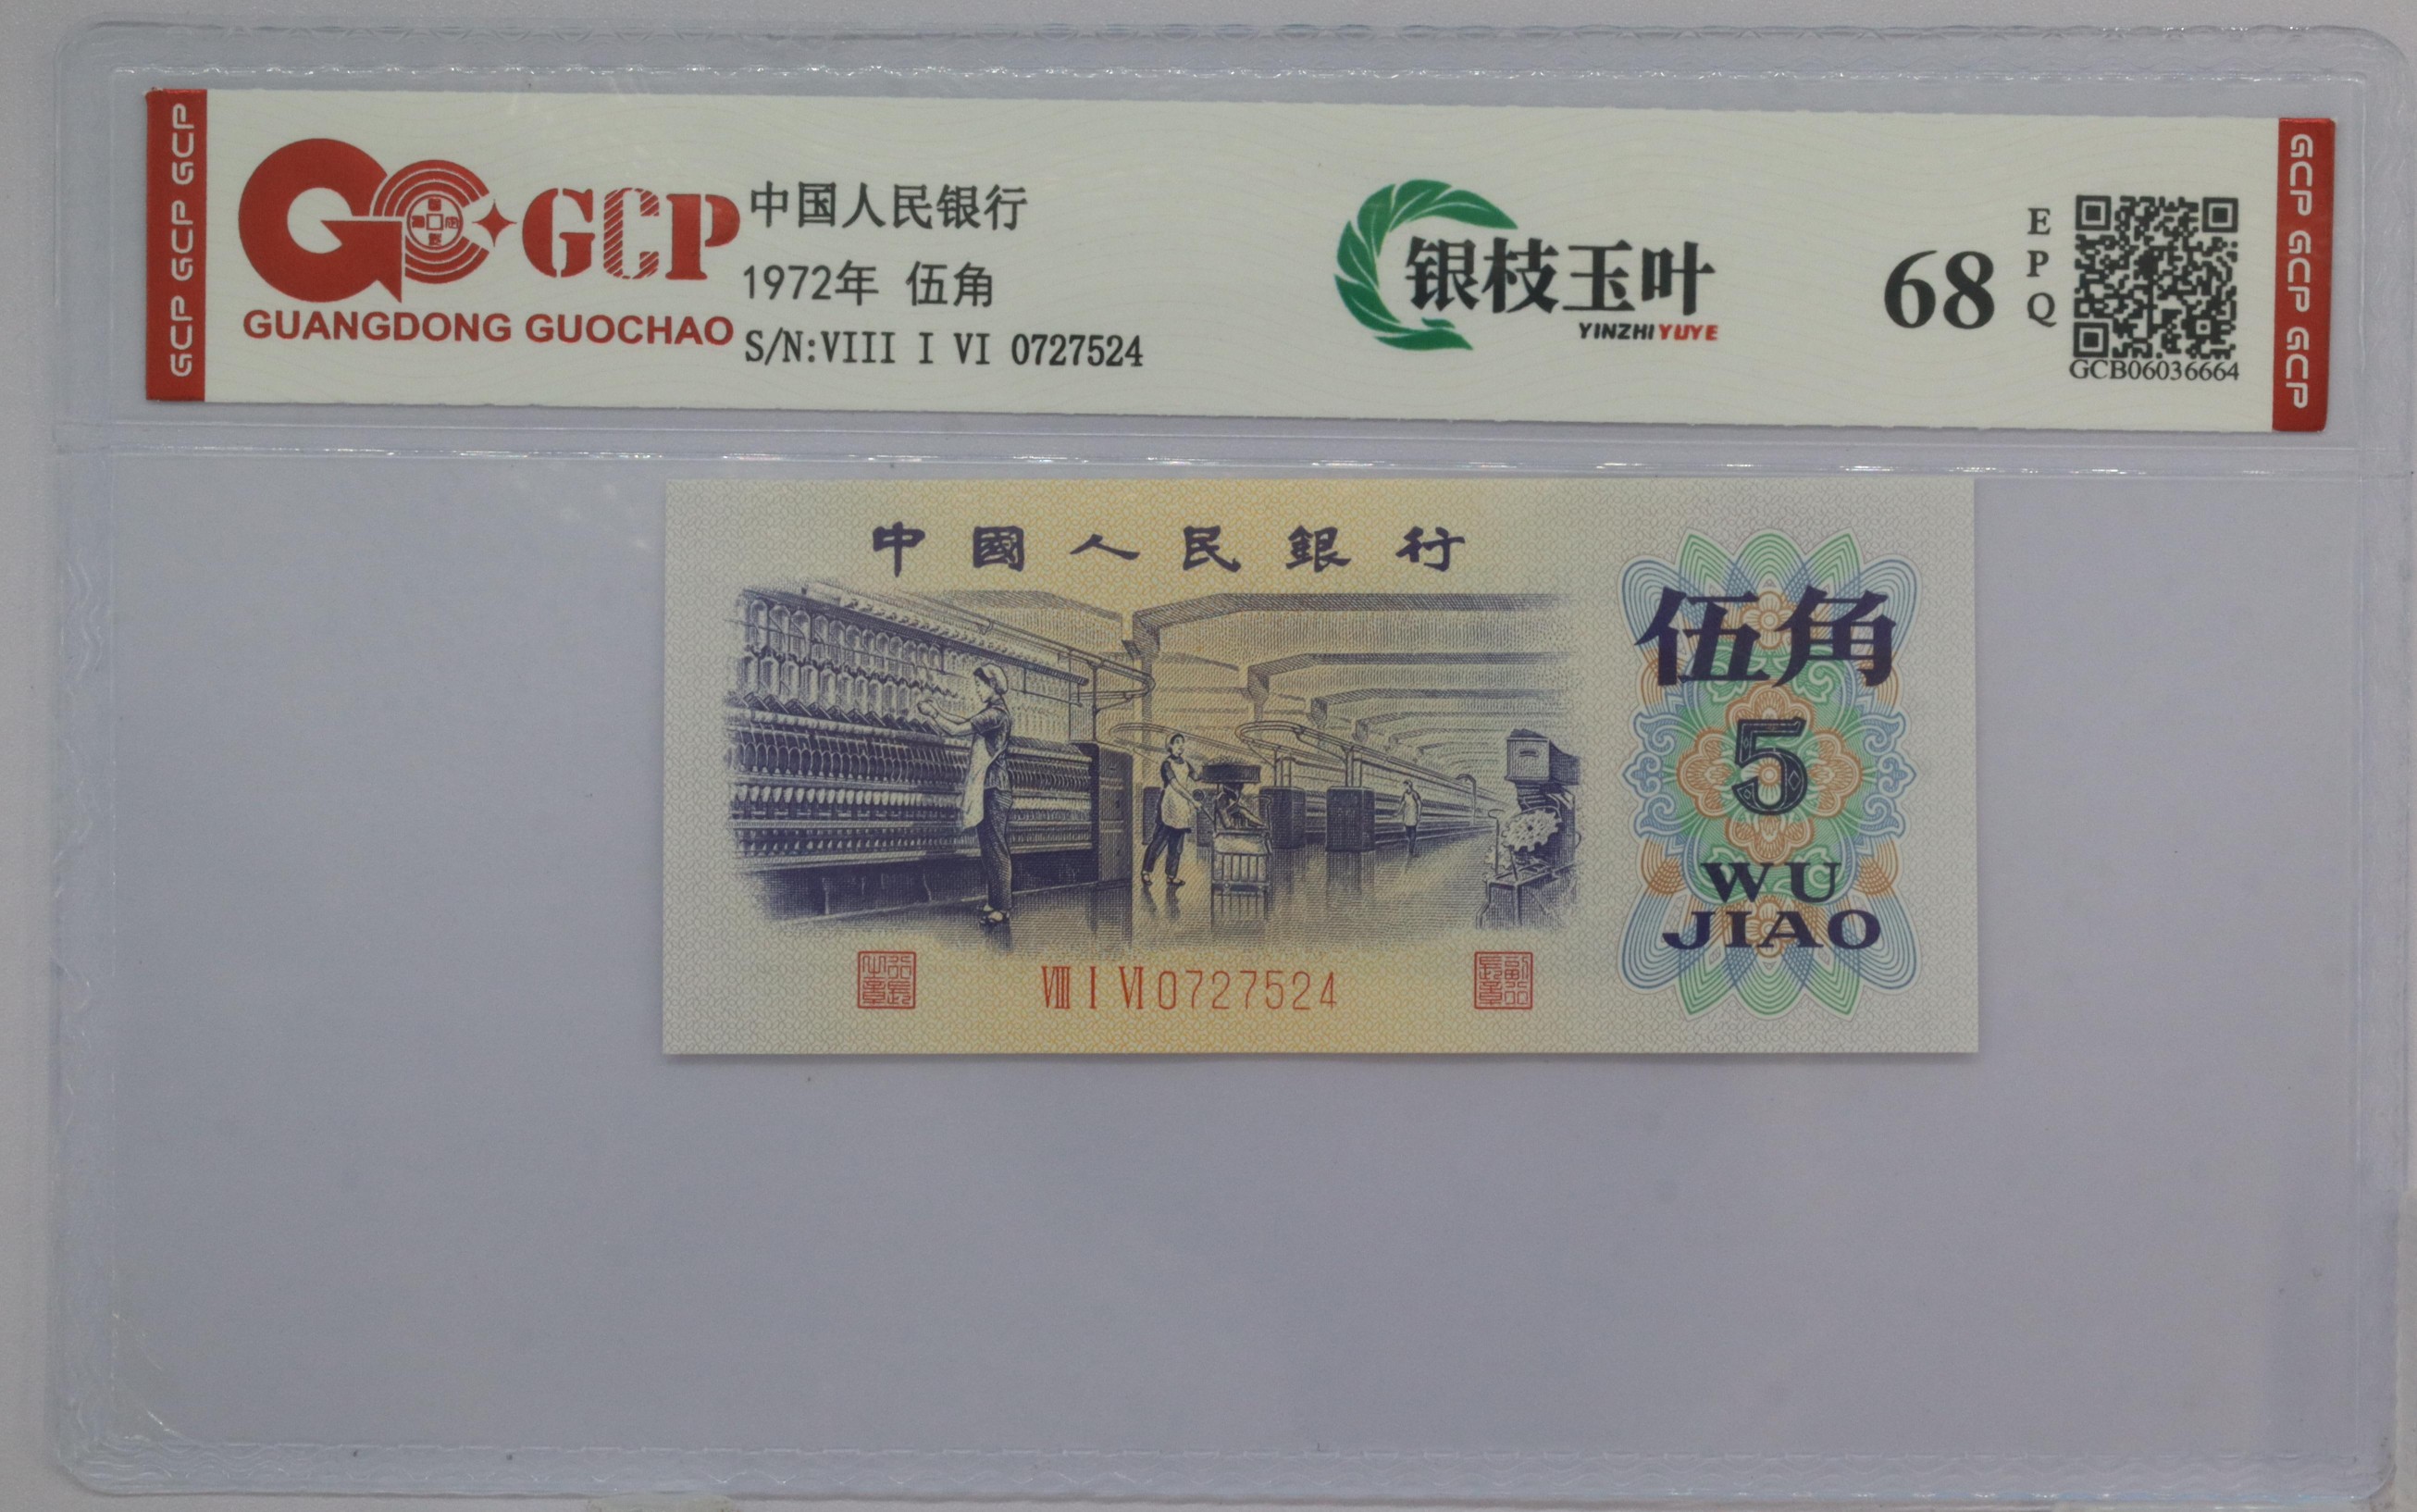 GCP GCP GCP
GCP
GUANGDONG GUOCHAO
中国人民银行
1972年 伍角
S/N:VIII I VI 0727524
银枝玉叶
YINZHIYUYE
68
EPQ
GCB06036664
GCP GCP GCP
中國人民銀行
伍角
5
WU
JIAO
VIII I VI 0727524